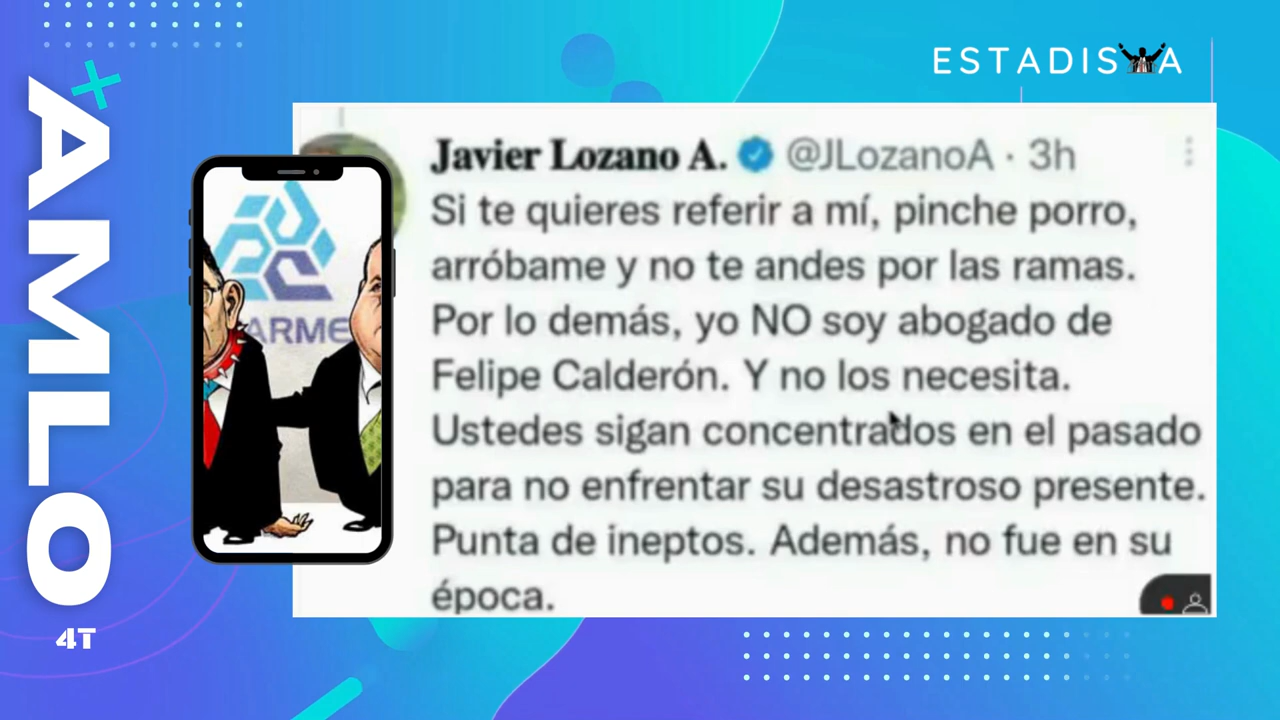 ESTADISTA
AMLO
4T
ARME
Javier Lozano A. @JLozanoA · 3h
Si te quieres referir a mí, pinche porro,
arróbame y no te andes por las ramas.
Por lo demás, yo NO soy abogado de
Felipe Calderón. Y no los necesita.
Ustedes sigan concentrados en el pasado
para no enfrentar su desastroso presente.
Punta de ineptos. Además, no fue en su
época.